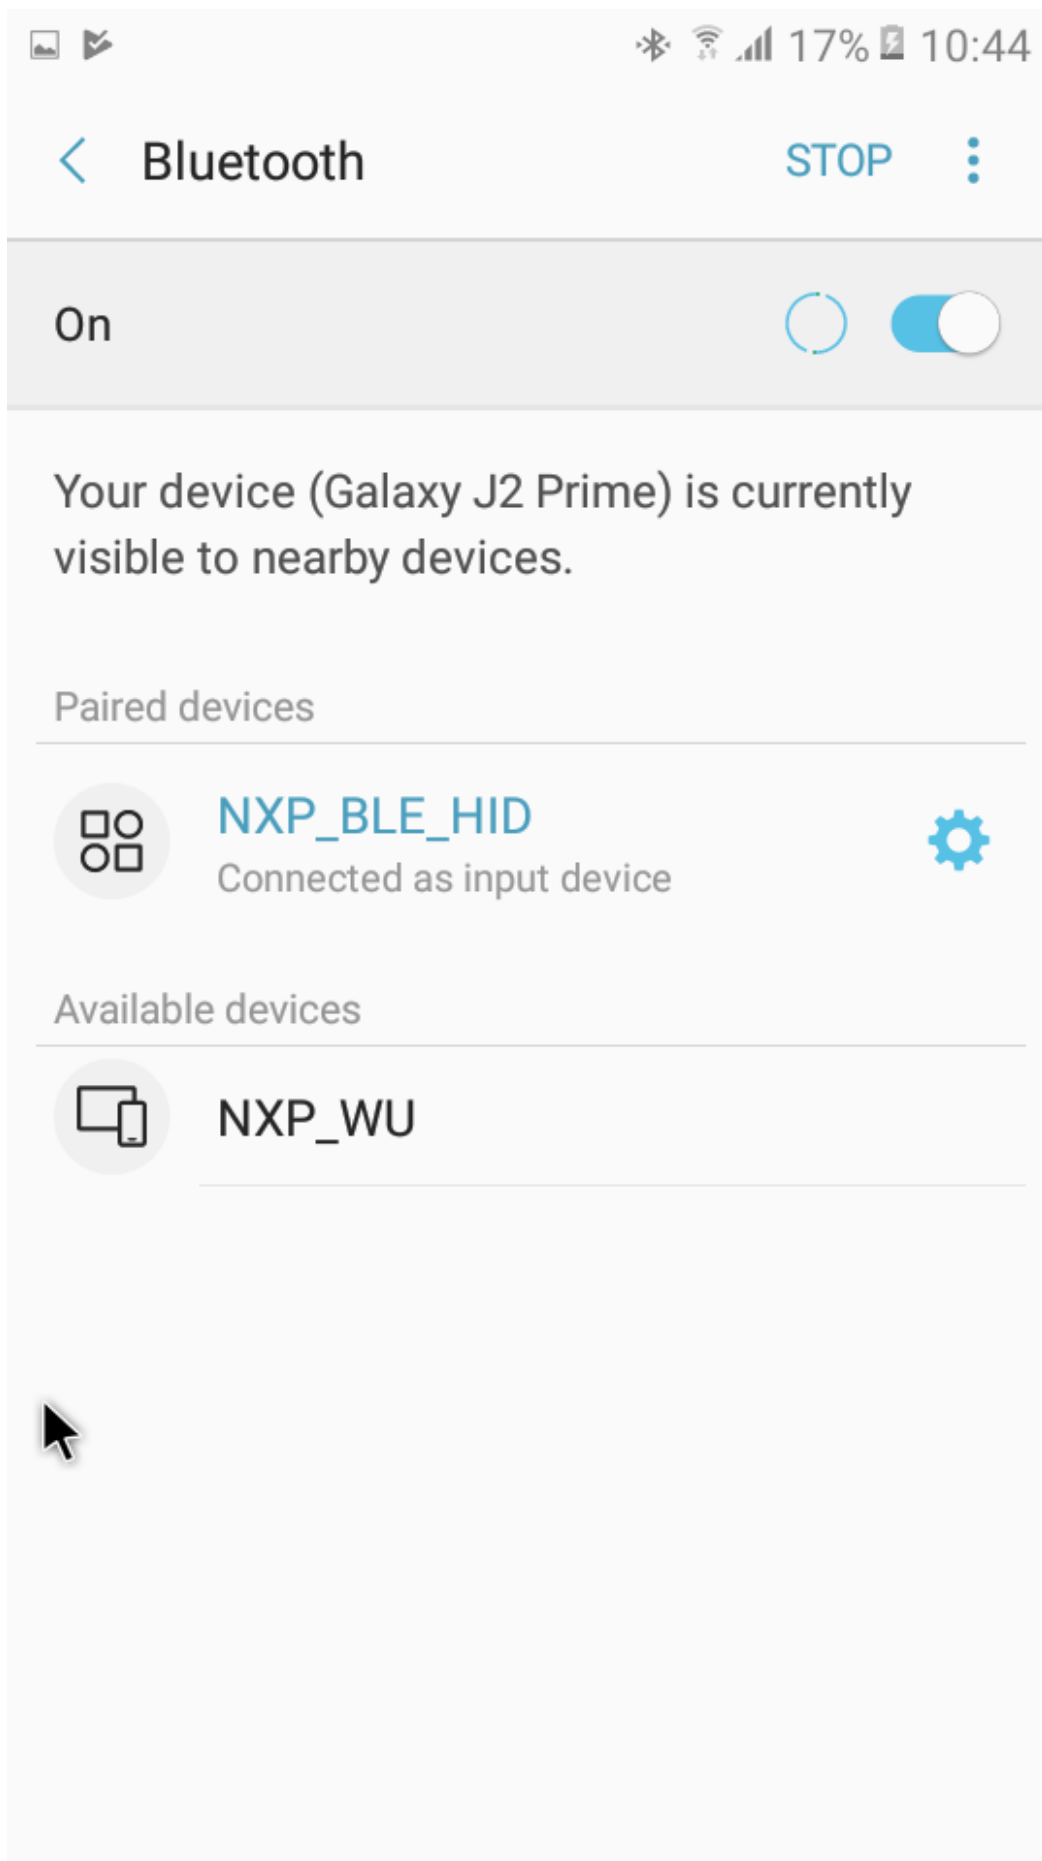 17% 10:44
Bluetooth STOP
On
Your device (Galaxy J2 Prime) is currently
visible to nearby devices.
Paired devices
NXP_BLE_HID
Connected as input device
Available devices
NXP_WU